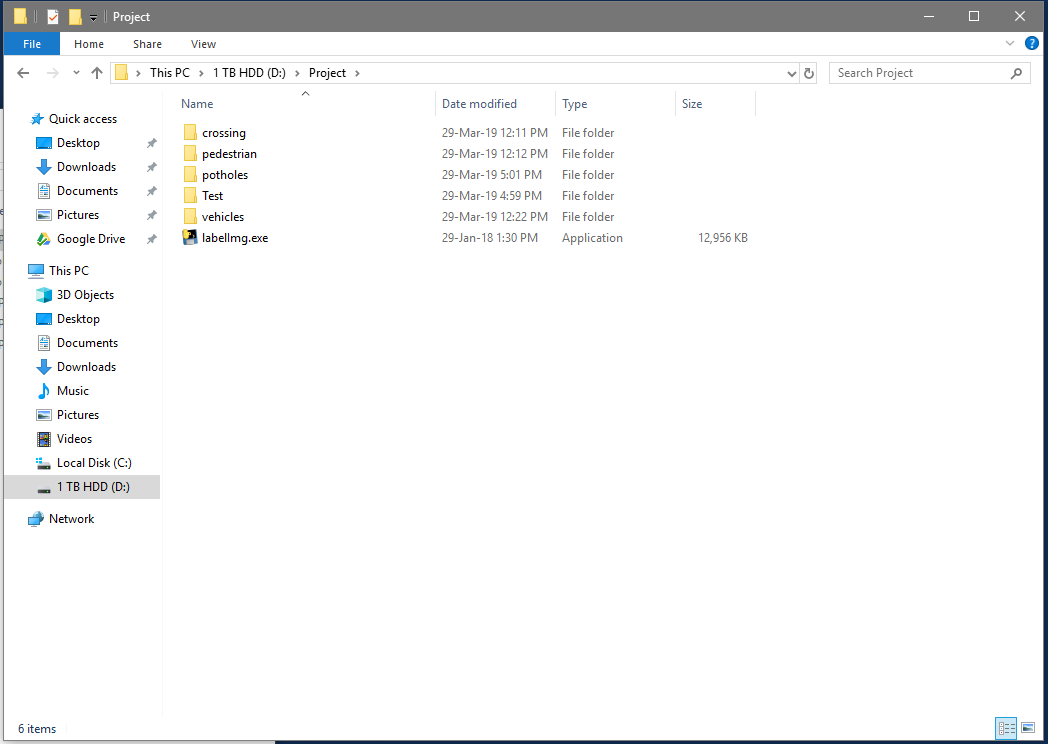 Project
File Home Share View
This PC 1 TB HDD (D:) Project Search Project
Name Date modified Type Size
crossing 29-Mar-19 12:11 PM File folder
pedestrian 29-Mar-19 12:12 PM File folder
potholes 29-Mar-19 5:01 PM File folder
Test 29-Mar-19 4:59 PM File folder
vehicles 29-Mar-19 12:22 PM File folder
labelImg.exe 29-Jan-18 1:30 PM Application 12,956 KB
Quick access
Desktop
Downloads
Documents
Pictures
Google Drive
This PC
3D Objects
Desktop
Documents
Downloads
Music
Pictures
Videos
Local Disk (C:)
1 TB HDD (D:)
Network
6 items